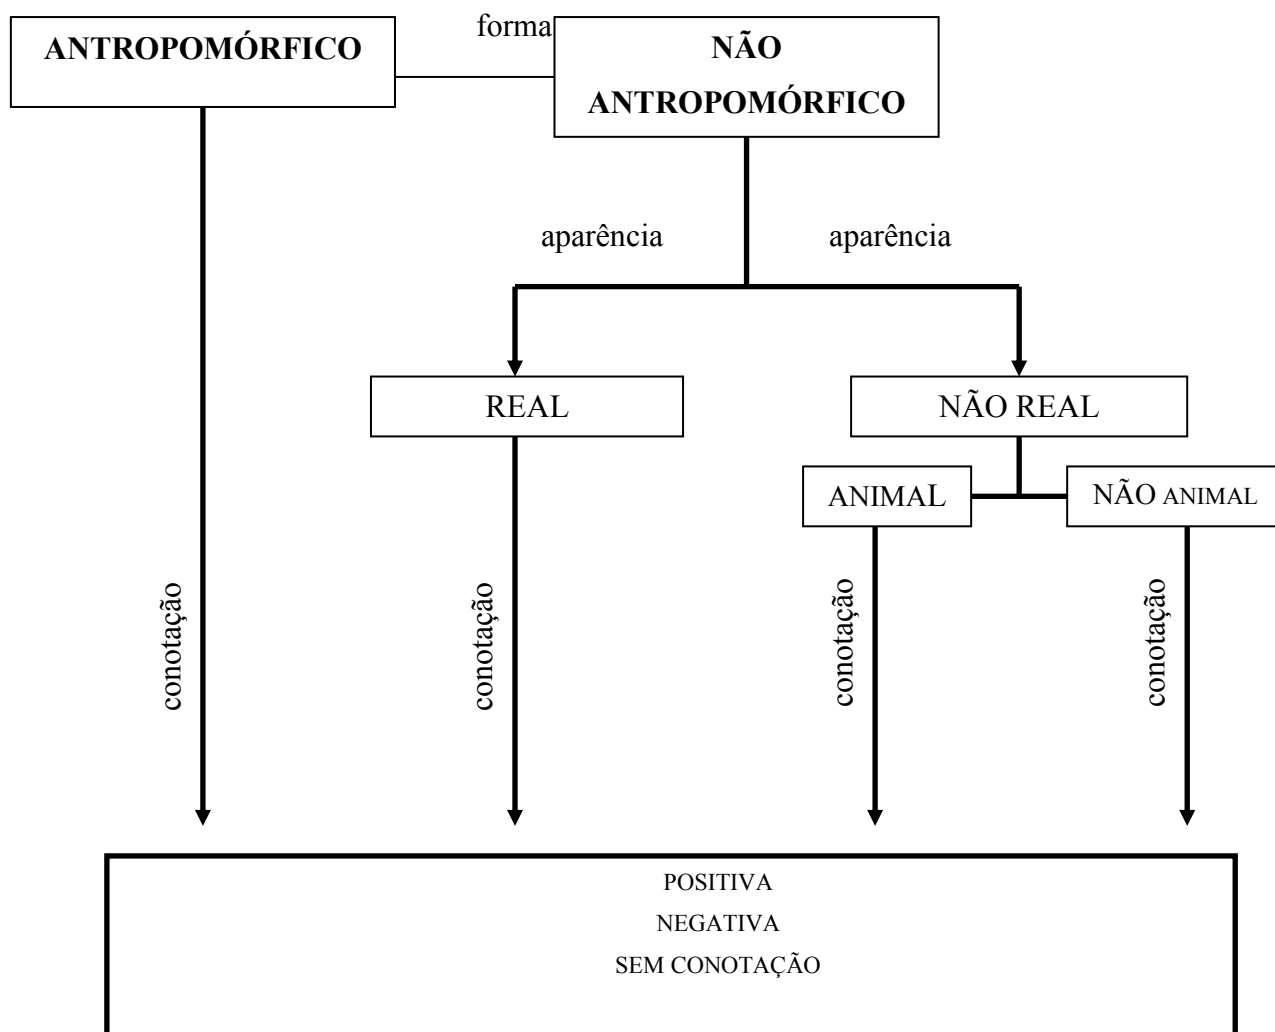 forma
ANTROPOMÓRFICO
NÃO
ANTROPOMÓRFICO
aparência
aparência
REAL
NÃO REAL
ANIMAL
NÃO ANIMAL
conotação
conotação
conotação
conotação
POSITIVA
NEGATIVA
SEM CONOTAÇÃO